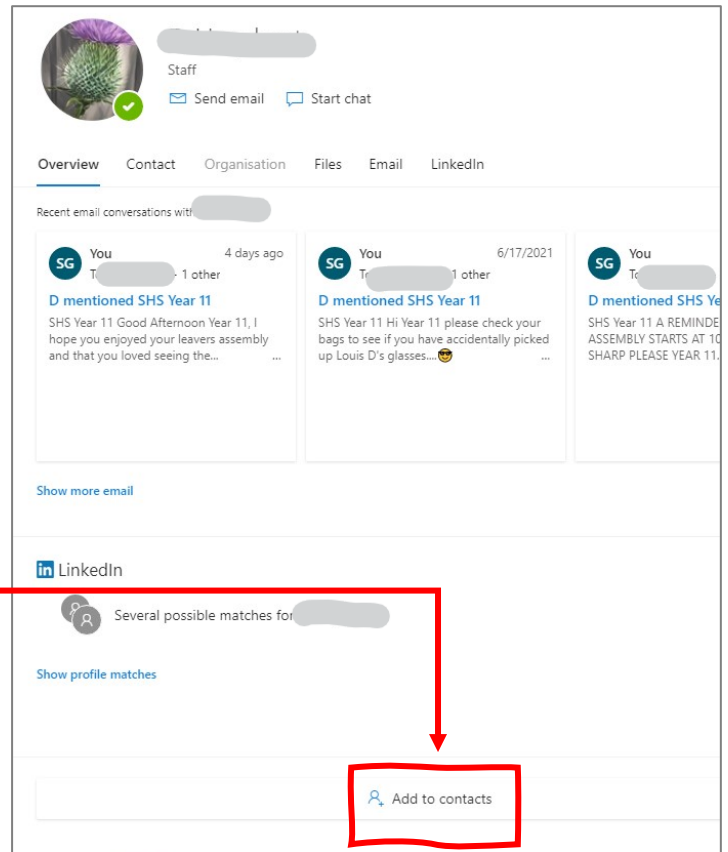 Staff
Send email Start chat
Overview Contact Organisation Files Email LinkedIn
Recent email conversations with
SG You 4 days ago
1 other
D mentioned SHS Year 11
SHS Year 11 Good Afternoon Year 11, I
hope you enjoyed your leavers assembly
and that you loved seeing the... ...
SG You 6/17/2021
1 other
D mentioned SHS Year 11
SHS Year 11 Hi Year 11 please check your
bags to see if you have accidentally picked
up Louis D's glasses....😎 ...
SG You
D mentioned SHS Ye
SHS Year 11 A REMINDE
ASSEMBLY STARTS AT 10
SHARP PLEASE YEAR 11.
Show more email
in LinkedIn
Several possible matches for
Show profile matches
Add to contacts